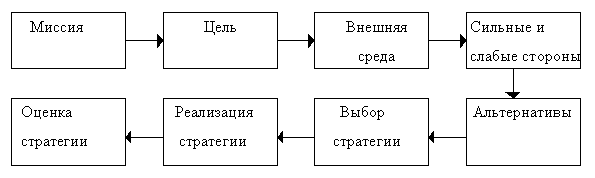 Миссия
Цель
Внешняя
среда
Сильные и
слабые стороны
Оценка
стратегии
Реализация
стратегии
Выбор
стратегии
Альтернативы